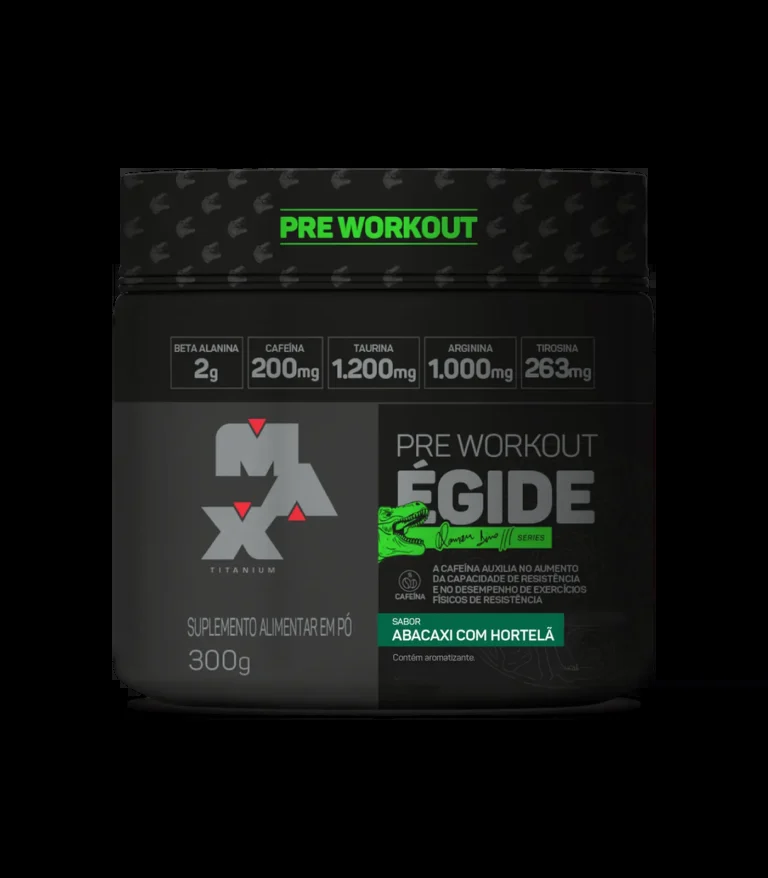 PRE WORKOUT
BETA ALANINA
2g
CAFEÍNA
200mg
TAURINA
1.200mg
ARGININA
1.000mg
TIROSINA
263mg
MAX
TITANIUM
SUPLEMENTO ALIMENTAR EM PÓ
300g
PRE WORKOUT
ÉGIDE
SERIES
CAFEÍNA
A CAFEÍNA AUXILIA NO AUMENTO
DA CAPACIDADE DE RESISTÊNCIA
E NO DESEMPENHO DE EXERCÍCIOS
FÍSICOS DE RESISTÊNCIA
SABOR
ABACAXI COM HORTELÃ
Contém aromatizante.